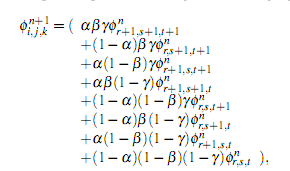 ϕ^{n+1}_{i,j,k} = ( αβγϕ^n_{r+1,s+1,t+1}
+(1−α)βγϕ^n_{r,s+1,t+1}
+α(1−β)γϕ^n_{r+1,s,t+1}
+αβ(1−γ)ϕ^n_{r+1,s+1,t}
+(1−α)(1−β)γϕ^n_{r,s,t+1}
+(1−α)β(1−γ)ϕ^n_{r,s+1,t}
+α(1−β)(1−γ)ϕ^n_{r+1,s,t}
+(1−α)(1−β)(1−γ)ϕ^n_{r,s,t} ),